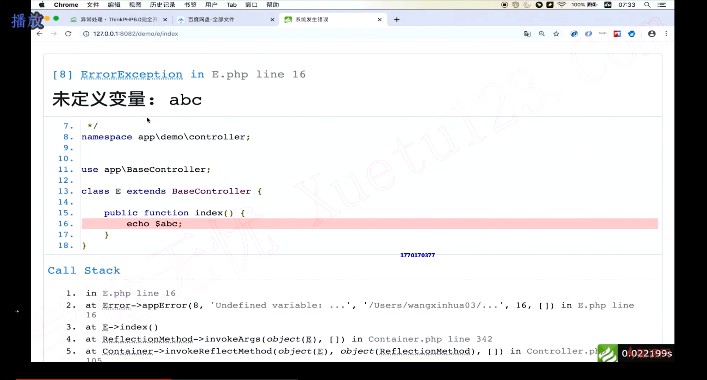 播放
Chrome 文件 编辑 视图 历史记录 书签 用户 Tab 窗口 帮助 100% 07:33
异常处理 · ThinkPHP6.0完全开 百度网盘-全部文件 系统发生错误
127.0.0.1:8082/demo/e/index
[8] ErrorException in E.php line 16
未定义变量: abc
7. */
8. namespace app\demo\controller;
9.
10.
11. use app\BaseController;
12.
13. class E extends BaseController {
14.
15. public function index() {
16. echo $abc;
17. }
18. }
1770170377
Call Stack
1. in E.php line 16
2. at Error->appError(8, 'Undefined variable: ...', '/Users/wangxinhua03/...', 16, []) in E.php line
16
3. at E->index()
4. at ReflectionMethod->invokeArgs(object(E), []) in Container.php line 342
5. at Container->invokeReflectMethod(object(E), object(ReflectionMethod), []) in Controller.php
105
0.022199s